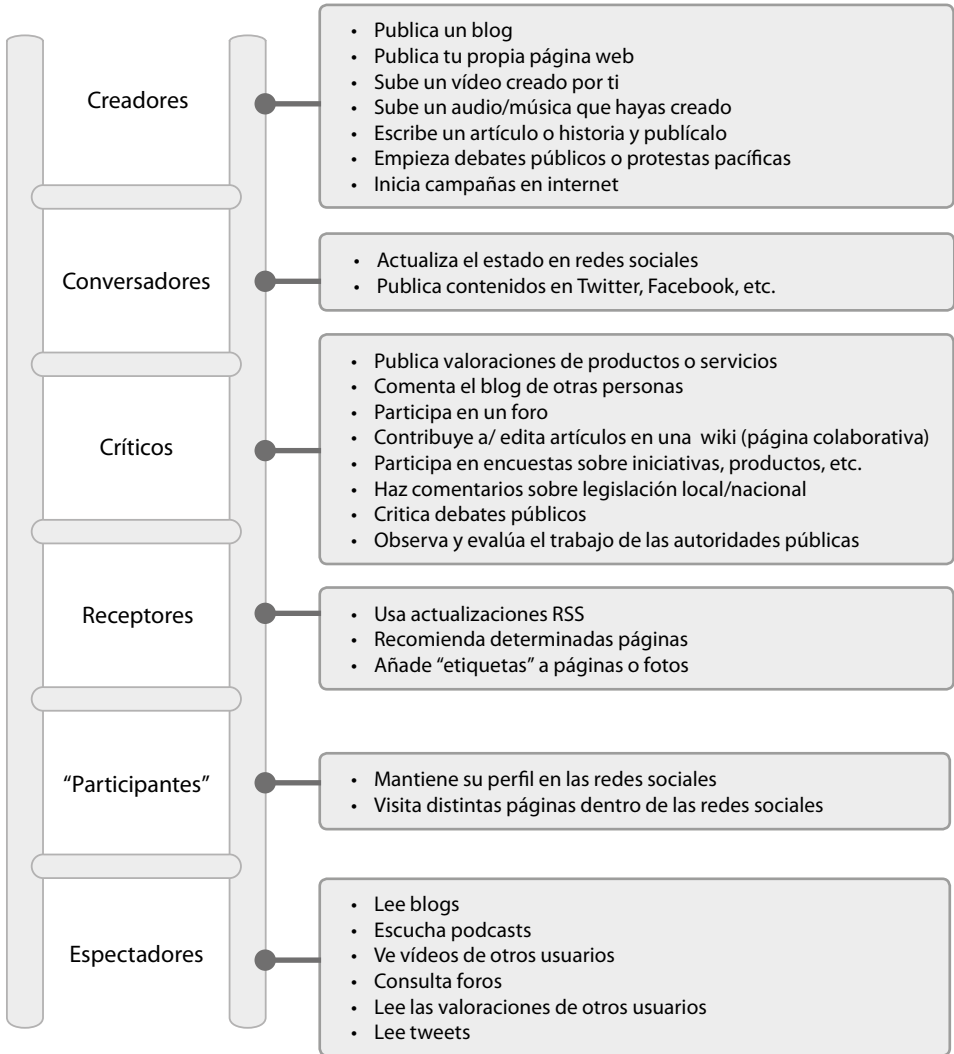 Creadores
• Publica un blog
• Publica tu propia página web
• Sube un vídeo creado por ti
• Sube un audio/música que hayas creado
• Escribe un artículo o historia y publícalo
• Empieza debates públicos o protestas pacíficas
• Inicia campañas en internet
Conversadores
• Actualiza el estado en redes sociales
• Publica contenidos en Twitter, Facebook, etc.
Críticos
• Publica valoraciones de productos o servicios
• Comenta el blog de otras personas
• Participa en un foro
• Contribuye a/ edita artículos en una wiki (página colaborativa)
• Participa en encuestas sobre iniciativas, productos, etc.
• Haz comentarios sobre legislación local/nacional
• Critica debates públicos
• Observa y evalúa el trabajo de las autoridades públicas
Receptores
• Usa actualizaciones RSS
• Recomienda determinadas páginas
• Añade “etiquetas” a páginas o fotos
“Participantes”
• Mantiene su perfil en las redes sociales
• Visita distintas páginas dentro de las redes sociales
Espectadores
• Lee blogs
• Escucha podcasts
• Ve vídeos de otros usuarios
• Consulta foros
• Lee las valoraciones de otros usuarios
• Lee tweets